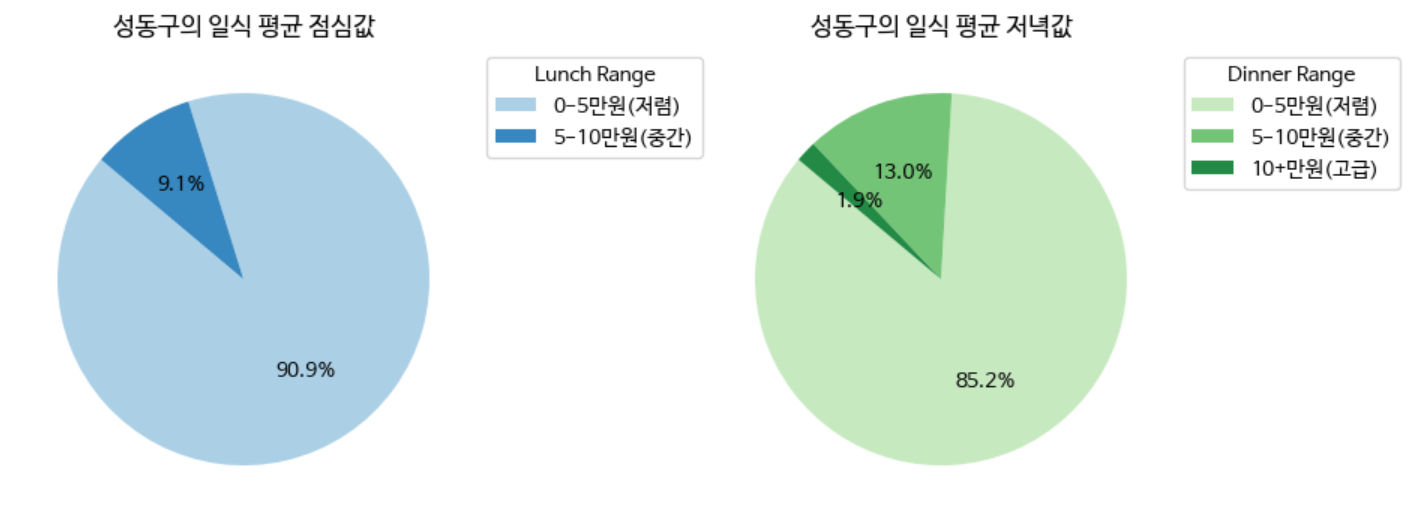 성동구의 일식 평균 점심값
Lunch Range
0-5만원(저렴)
5-10만원(중간)
9.1%
90.9%
성동구의 일식 평균 저녁값
Dinner Range
0-5만원(저렴)
5-10만원(중간)
10+만원(고급)
13.0%
1.9%
85.2%